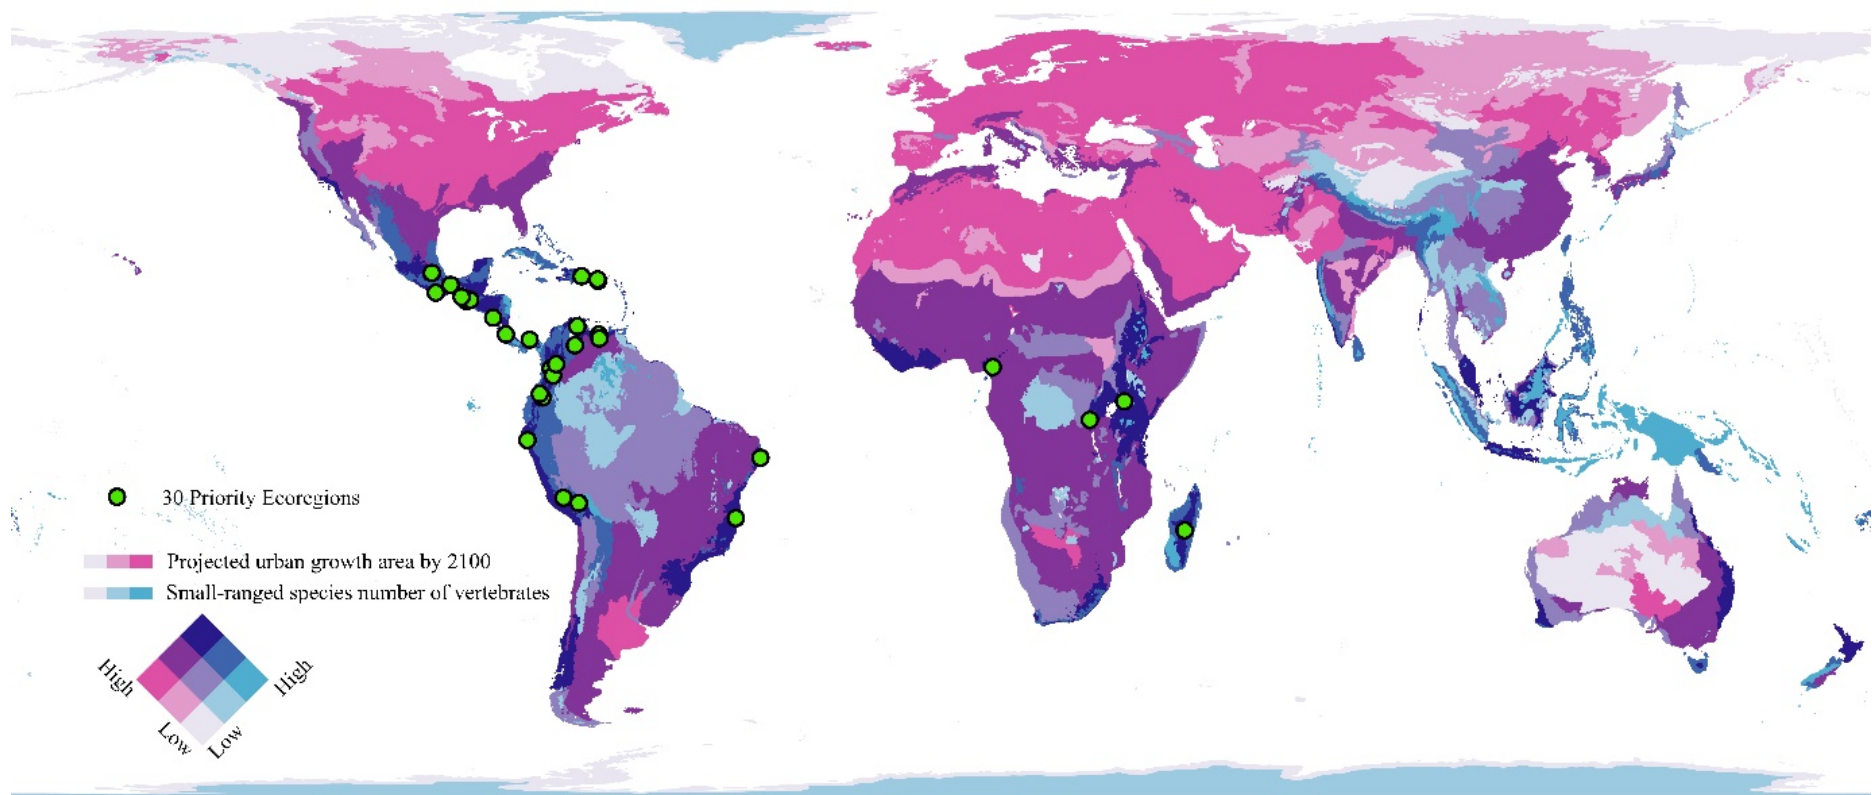 30 Priority Ecoregions
Projected urban growth area by 2100
Small-ranged species number of vertebrates
High
High
Low
Low